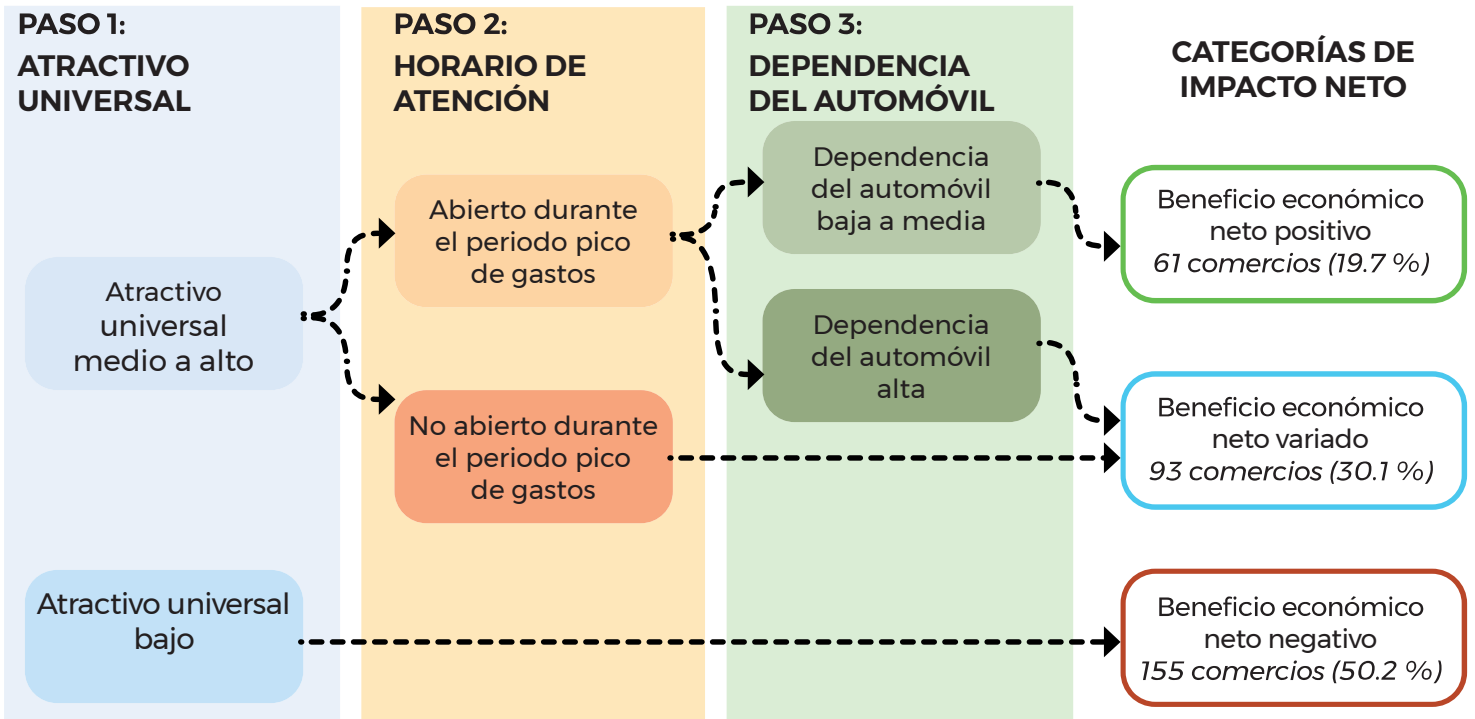 PASO 1:
ATRACTIVO
UNIVERSAL
PASO 2:
HORARIO DE
ATENCIÓN
PASO 3:
DEPENDENCIA
DEL AUTOMÓVIL
CATEGORÍAS DE
IMPACTO NETO
Atractivo
universal
medio a alto
Atractivo universal
bajo
Abierto durante
el periodo pico
de gastos
No abierto durante
el periodo pico
de gastos
Dependencia
del automóvil
baja a media
Dependencia
del automóvil
alta
Beneficio económico
neto positivo
61 comercios (19.7 %)
Beneficio económico
neto variado
93 comercios (30.1 %)
Beneficio económico
neto negativo
155 comercios (50.2 %)